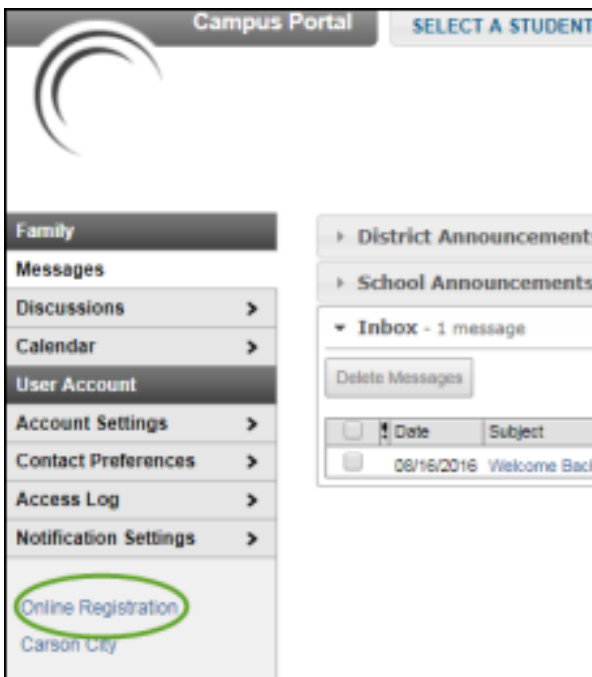 Campus Portal
SELECT A STUDENT
Family
Messages
Discussions
Calendar
User Account
Account Settings
Contact Preferences
Access Log
Notification Settings
Online Registration
Carson City
District Announcements
School Announcements
Inbox - 1 message
Delete Messages
! Date Subject
08/16/2016 Welcome Back